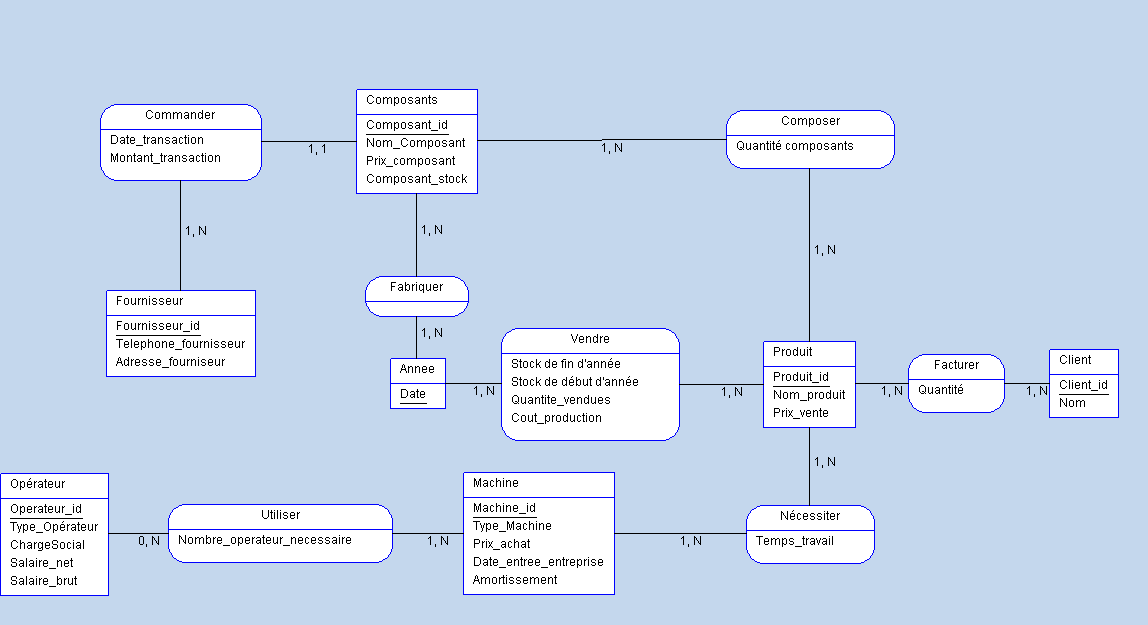 Commander
Date_transaction
Montant_transaction
1, 1
Composants
Composant_id
Nom_Composant
Prix_composant
Composant_stock
1, N
Composer
Quantité composants
1, N
1, N
1, N
Fournisseur
Fournisseur_id
Telephone_fournisseur
Adresse_fourniseur
Fabriquer
1, N
Annee
Date
1, N
Vendre
Stock de fin d'année
Stock de début d'année
Quantite_vendues
Cout_production
1, N
Produit
Produit_id
Nom_produit
Prix_vente
1, N
Facturer
Quantité
1, N
Client
Client_id
Nom
1, N
Opérateur
Operateur_id
Type_Opérateur
ChargeSocial
Salaire_net
Salaire_brut
0, N
Utiliser
Nombre_operateur_necessaire
1, N
Machine
Machine_id
Type_Machine
Prix_achat
Date_entree_entreprise
Amortissement
1, N
Nécessiter
Temps_travail